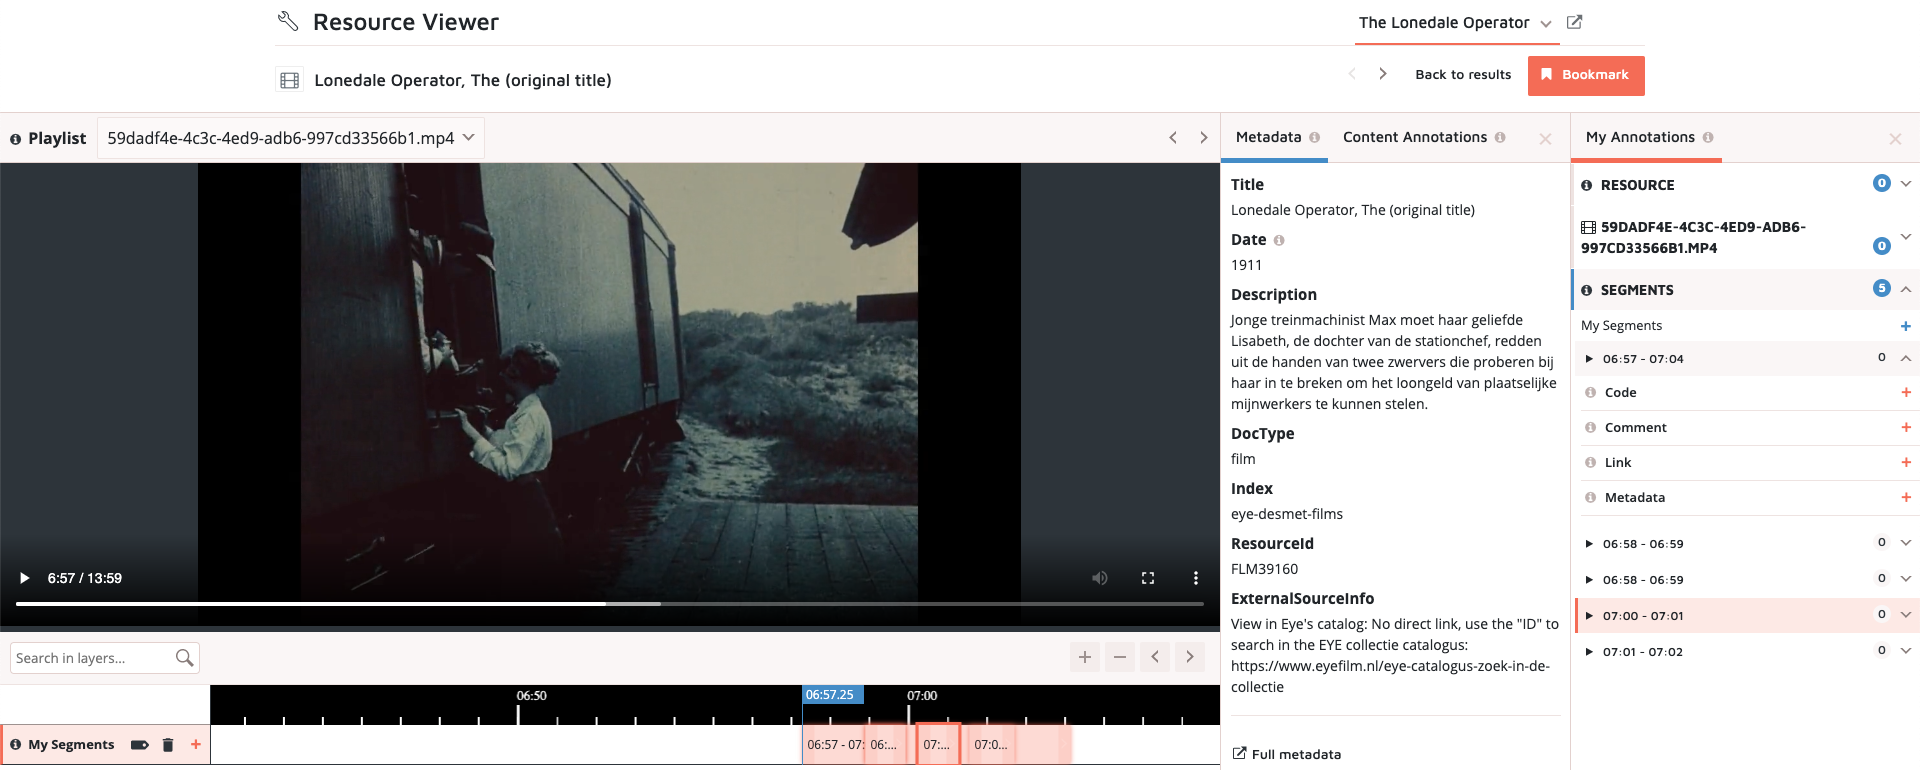 Resource Viewer
The Lonedale Operator
Lonedale Operator, The (original title)
Back to results
Bookmark
Playlist
59dadf4e-4c3c-4ed9-adb6-997cd33566b1.mp4
6:57 / 13:59
Search in layers...
06:50
06:57.25
07:00
My Segments
06:57 - 07:
06:...
07:...
07:0...
Metadata
Content Annotations
Title
Lonedale Operator, The (original title)
Date
1911
Description
Jonge treinmachinist Max moet haar geliefde
Lisabeth, de dochter van de stationchef, redden
uit de handen van twee zwervers die proberen bij
haar in te breken om het loongeld van plaatselijke
mijnwerkers te kunnen stelen.
DocType
film
Index
eye-desmet-films
ResourceId
FLM39160
ExternalSourceInfo
View in Eye's catalog: No direct link, use the "ID" to
search in the EYE collectie catalogus:
https://www.eyefilm.nl/eye-catalogus-zoek-in-de-
collectie
Full metadata
My Annotations
RESOURCE 0
59DADF4E-4C3C-4ED9-ADB6-
997CD33566B1.MP4 0
SEGMENTS 5
My Segments
06:57 - 07:04 0
Code
Comment
Link
Metadata
06:58 - 06:59 0
06:58 - 06:59 0
07:00 - 07:01 0
07:01 - 07:02 0